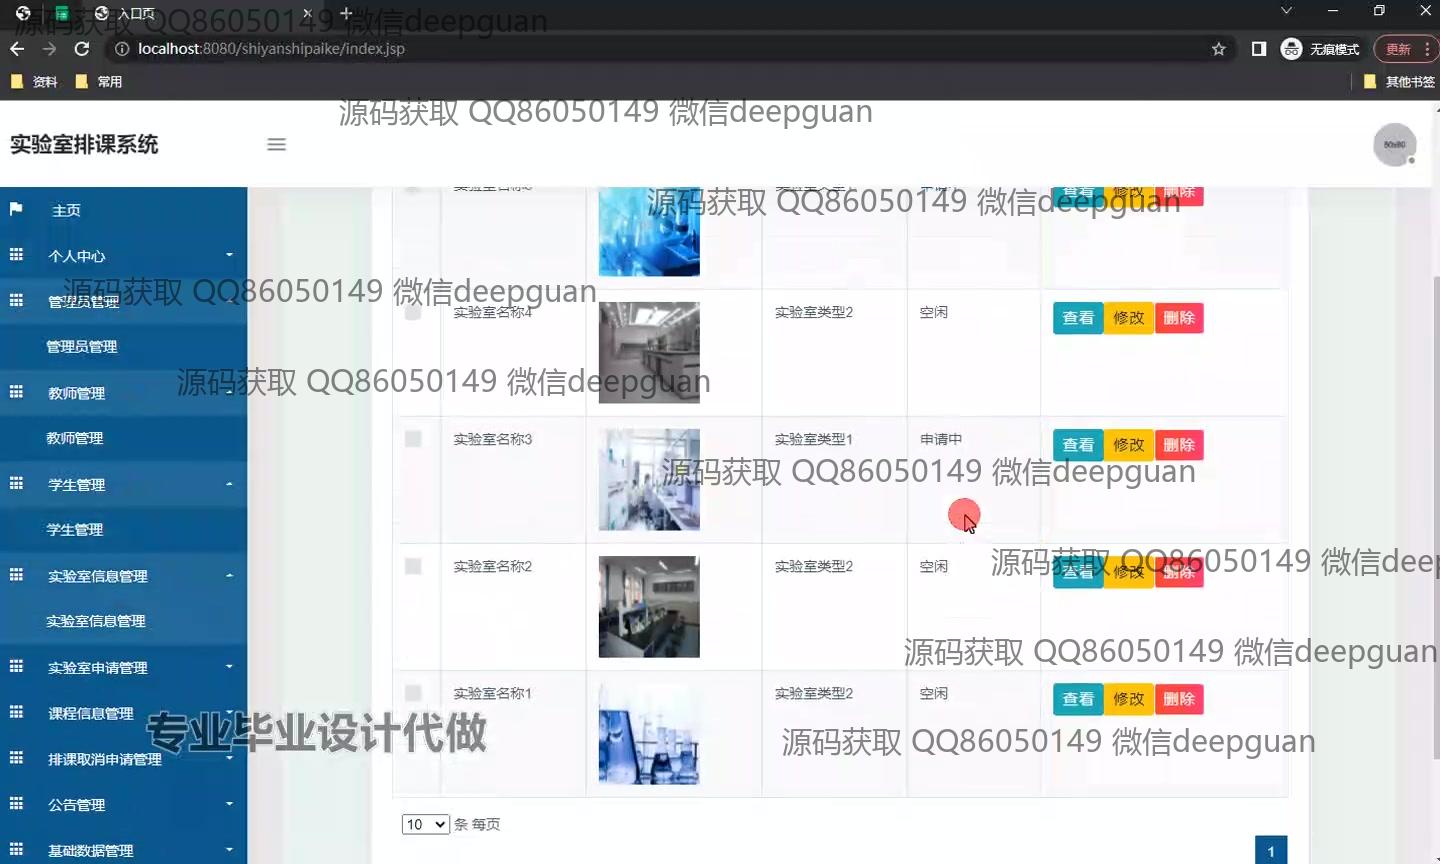 入口页
源码获取 QQ86050149 微信deepguan
localhost:8080/shiyanshipaike/index.jsp
无痕模式
更新
资料
常用
其他书签
源码获取 QQ86050149 微信deepguan
实验室排课系统
主页
源码获取 QQ86050149 微信deepguan
查看 修改 删除
个人中心
源码获取 QQ86050149 微信deepguan
管理员管理
实验室名称4 实验室类型2 空闲 查看 修改 删除
管理员管理
源码获取 QQ86050149 微信deepguan
教师管理
教师管理
实验室名称3 实验室类型1 申请中 查看 修改 删除
源码获取 QQ86050149 微信deepguan
学生管理
学生管理
实验室信息管理
实验室名称2 实验室类型2 空闲 查看 修改 删除
源码获取 QQ86050149 微信deep
实验室信息管理
源码获取 QQ86050149 微信deepguan
实验室申请管理
实验室名称1 实验室类型2 空闲 查看 修改 删除
课程信息管理
专业毕业设计代做
源码获取 QQ86050149 微信deepguan
排课取消申请管理
公告管理
10 条 每页
基础数据管理
1